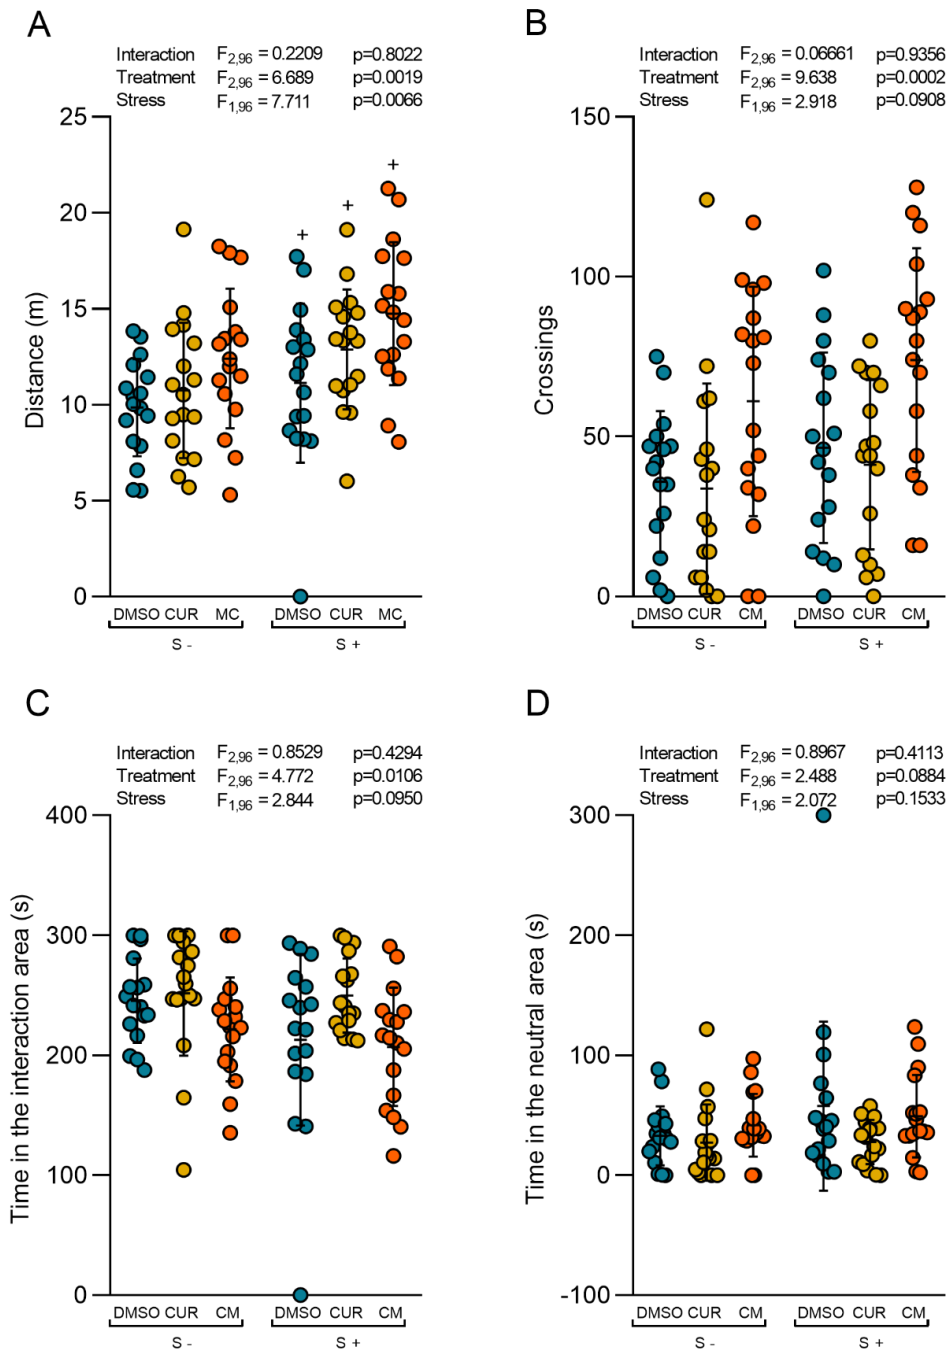 A
Interaction F2,96 = 0.2209 p=0.8022
Treatment F2,96 = 6.689 p=0.0019
Stress F1,96 = 7.711 p=0.0066
Distance (m)
25
20
15
10
5
0
+ + +
DMSO CUR MC DMSO CUR MC
S - S +
B
Interaction F2,96 = 0.06661 p=0.9356
Treatment F2,96 = 9.638 p=0.0002
Stress F1,96 = 2.918 p=0.0908
Crossings
150
100
50
0
DMSO CUR CM DMSO CUR CM
S - S +
C
Interaction F2,96 = 0.8529 p=0.4294
Treatment F2,96 = 4.772 p=0.0106
Stress F1,96 = 2.844 p=0.0950
Time in the interaction area (s)
400
300
200
100
0
DMSO CUR CM DMSO CUR CM
S - S +
D
Interaction F2,96 = 0.8967 p=0.4113
Treatment F2,96 = 2.488 p=0.0884
Stress F1,96 = 2.072 p=0.1533
Time in the neutral area (s)
300
200
100
0
-100
DMSO CUR CM DMSO CUR CM
S - S +